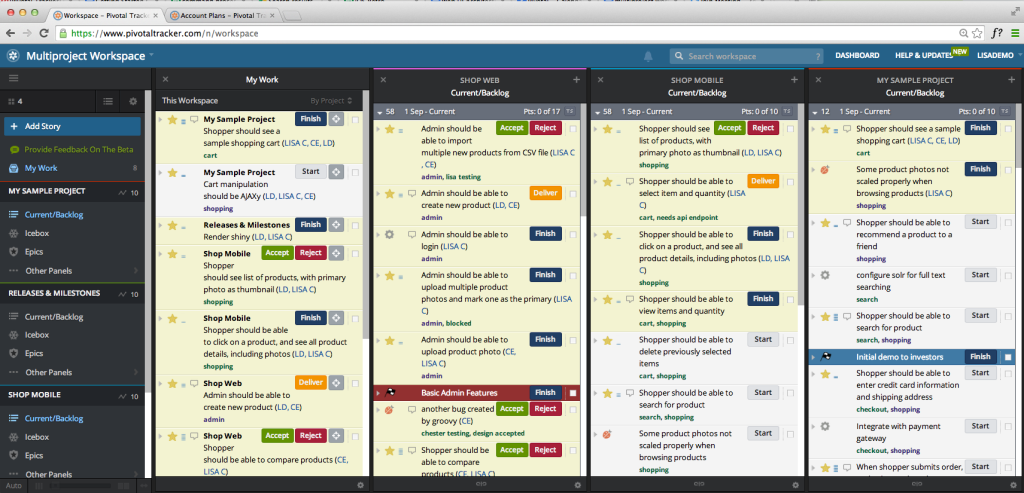 Workspace – Pivotal Tracker
Account Plans – Pivotal Tra
https://www.pivotaltracker.com/n/workspace
f?
Multiproject Workspace
Search workspace ?
DASHBOARD
HELP & UPDATES
NEW
LISADEMO
4
Add Story
Provide Feedback On The Beta
My Work 8
MY SAMPLE PROJECT 10
Current/Backlog
Icebox
Epics
Other Panels
RELEASES & MILESTONES 10
Current/Backlog
Icebox
Epics
Other Panels
SHOP MOBILE 10
Current/Backlog
Icebox
Epics
Other Panels
Auto
My Work
This Workspace By Project
My Sample Project Finish
Shopper should see a
sample shopping cart (LISA C, CE, LD)
cart
My Sample Project Start
Cart manipulation
should be AJAXy (LD, LISA C, CE)
shopping
Releases & Milestones Finish
Render shiny (LD, LISA C)
Shop Mobile Accept Reject
Shopper
should see list of products, with primary
photo as thumbnail (LD, LISA C)
shopping
Shop Mobile Finish
Shopper should be able
to click on a product, and see all product
details, including photos (LD, LISA C)
shopping
Shop Web Deliver
Admin should be able to
create new product (LD, CE)
admin
Shop Web Accept Reject
Shopper
should be able to compare products (CE,
LISA C)
SHOP WEB
Current/Backlog
58 1 Sep - Current Pts: 0 of 17
Admin should be Accept Reject
able to import
multiple new products from CSV file (LISA C
, CE)
admin, lisa testing
Admin should be able to Deliver
create new product (LD, CE)
admin
Admin should be able to Finish
login (LISA C)
Admin should be able to Finish
upload multiple product
photos and mark one as the primary (LISA
C)
admin, blocked
Admin should be able to Finish
upload product photo (CE,
LISA C)
admin
Basic Admin Features Finish
another bug created Accept Reject
by groovy (CE)
chester testing, design accepted
Shopper should be Accept Reject
able to compare
products (CE, LISA C)
SHOP MOBILE
Current/Backlog
58 1 Sep - Current Pts: 0 of 10
Shopper should see Accept Reject
list of products, with
primary photo as thumbnail (LD, LISA C)
shopping
Shopper should be able to Deliver
select item and quantity (LISA
C)
cart, needs api endpoint
Shopper should be able to Finish
click on a product, and see all
product details, including photos (LD, LISA
C)
shopping
Shopper should be able to Finish
view items and quantity
cart, shopping
Shopper should be able to Start
delete previously selected
items
cart, shopping
Shopper should be able to Start
search for product
search, shopping
Some product photos not Start
scaled properly when
browsing products
shopping
MY SAMPLE PROJECT
Current/Backlog
12 1 Sep - Current Pts: 0 of 10
Shopper should see a sample Finish
shopping cart (LISA C, CE, LD)
cart
Some product photos not Finish
scaled properly when
browsing products (LISA C)
shopping
Shopper should be able to Start
recommend a product to a
friend
shopping
configure solr for full text Start
searching
search
Shopper should be able to Start
search for product
search, shopping
Initial demo to investors Finish
Shopper should be able to Start
enter credit card information
and shipping address
checkout, shopping
Integrate with payment Start
gateway
checkout, shopping
When shopper submits order, Start